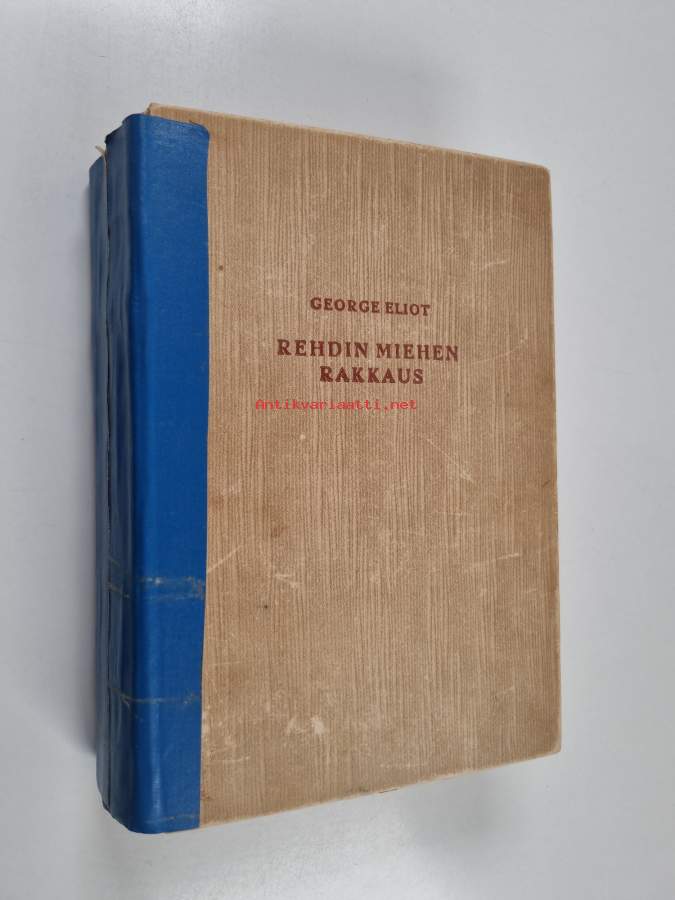 GEORGE ELIOT
REHDIN MIEHEN
RAKKAUS
Antikvariaatti.net